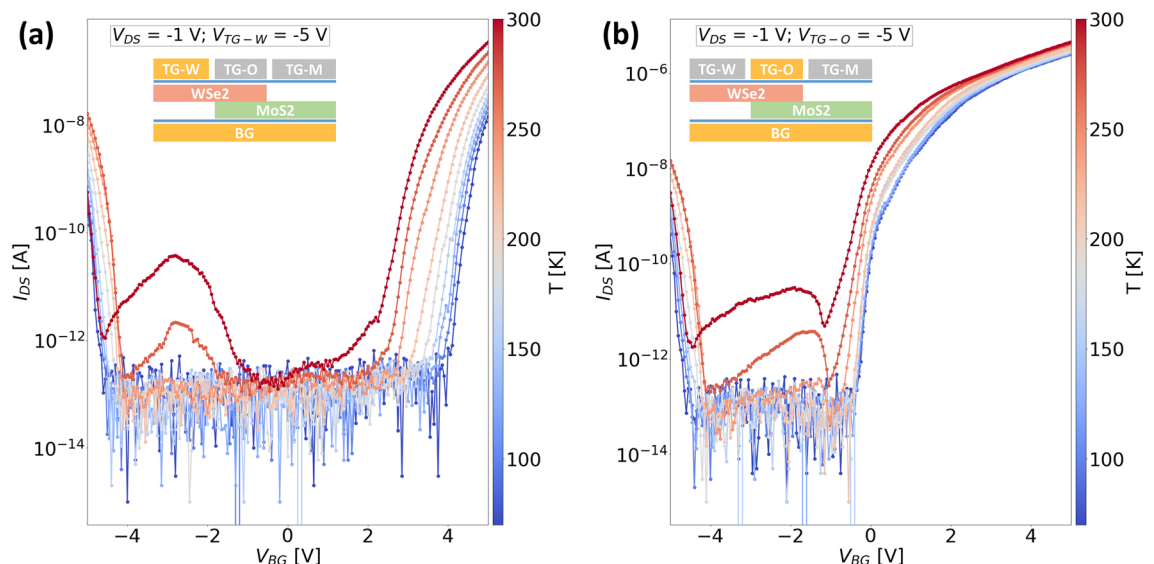 (a)
V_DS = -1 V; V_TG-W = -5 V
TG-W TG-O TG-M
WSe2
MoS2
BG
10⁻⁸
10⁻¹⁰
10⁻¹²
10⁻¹⁴
I_DS [A]
−4 −2 0 2 4
V_BG [V]
300
250
200
150
100
T [K]
(b)
V_DS = -1 V; V_TG-O = -5 V
TG-W TG-O TG-M
WSe2
MoS2
BG
10⁻⁶
10⁻⁸
10⁻¹⁰
10⁻¹²
10⁻¹⁴
I_DS [A]
−4 −2 0 2 4
V_BG [V]
300
250
200
150
100
T [K]